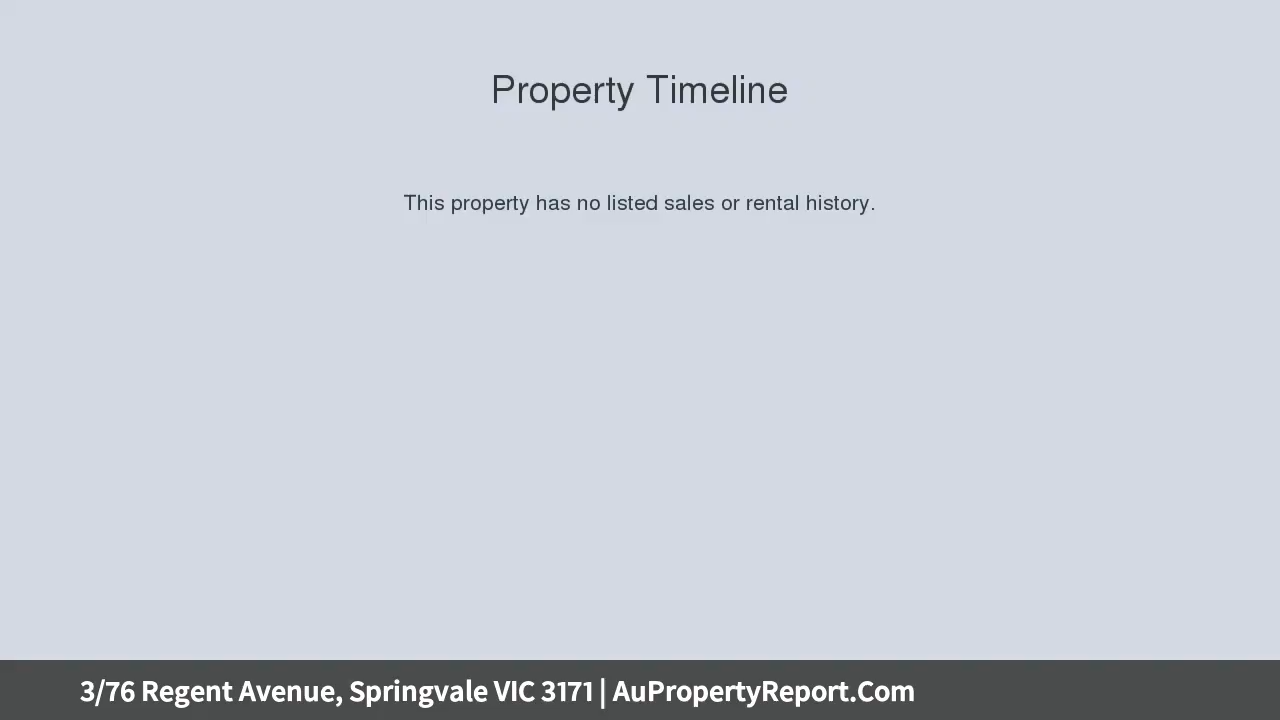 Property Timeline
This property has no listed sales or rental history.
3/76 Regent Avenue, Springvale VIC 3171 | AuPropertyReport.Com